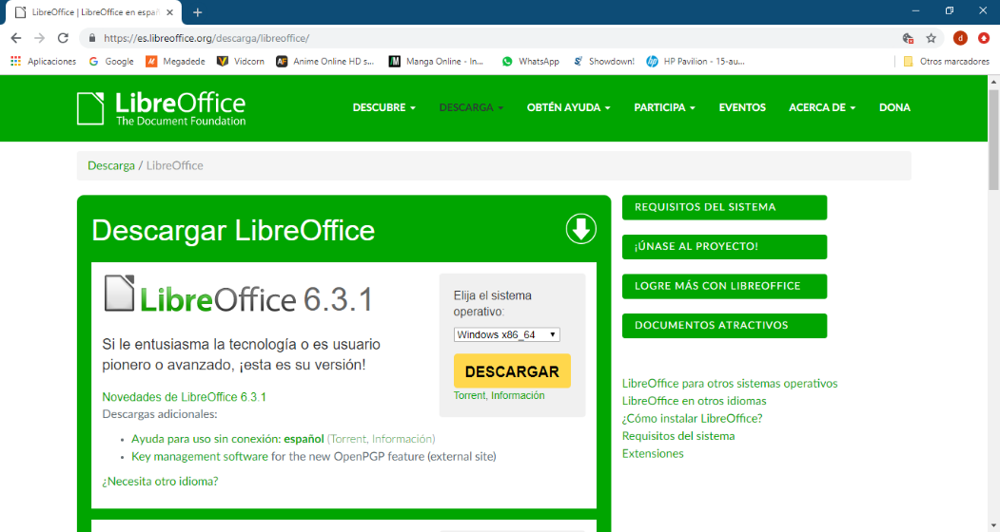 LibreOffice | LibreOffice en españ
https://es.libreoffice.org/descarga/libreoffice/
d
Aplicaciones
Google
Megadede
Vidcorn
AF Anime Online HD s...
Manga Online - In...
WhatsApp
Showdown!
hp HP Pavilion - 15-au...
Otros marcadores
LibreOffice
The Document Foundation
DESCUBRE
DESCARGA
OBTÉN AYUDA
PARTICIPA
EVENTOS
ACERCA DE
DONA
Descarga / LibreOffice
Descargar LibreOffice
LibreOffice 6.3.1
Si le entusiasma la tecnología o es usuario
pionero o avanzado, ¡esta es su versión!
Novedades de LibreOffice 6.3.1
Descargas adicionales:
Ayuda para uso sin conexión: español (Torrent, Información)
Key management software for the new OpenPGP feature (external site)
¿Necesita otro idioma?
Elija el sistema
operativo:
Windows x86_64
DESCARGAR
Torrent, Información
REQUISITOS DEL SISTEMA
¡ÚNASE AL PROYECTO!
LOGRE MÁS CON LIBREOFFICE
DOCUMENTOS ATRACTIVOS
LibreOffice para otros sistemas operativos
LibreOffice en otros idiomas
¿Cómo instalar LibreOffice?
Requisitos del sistema
Extensiones